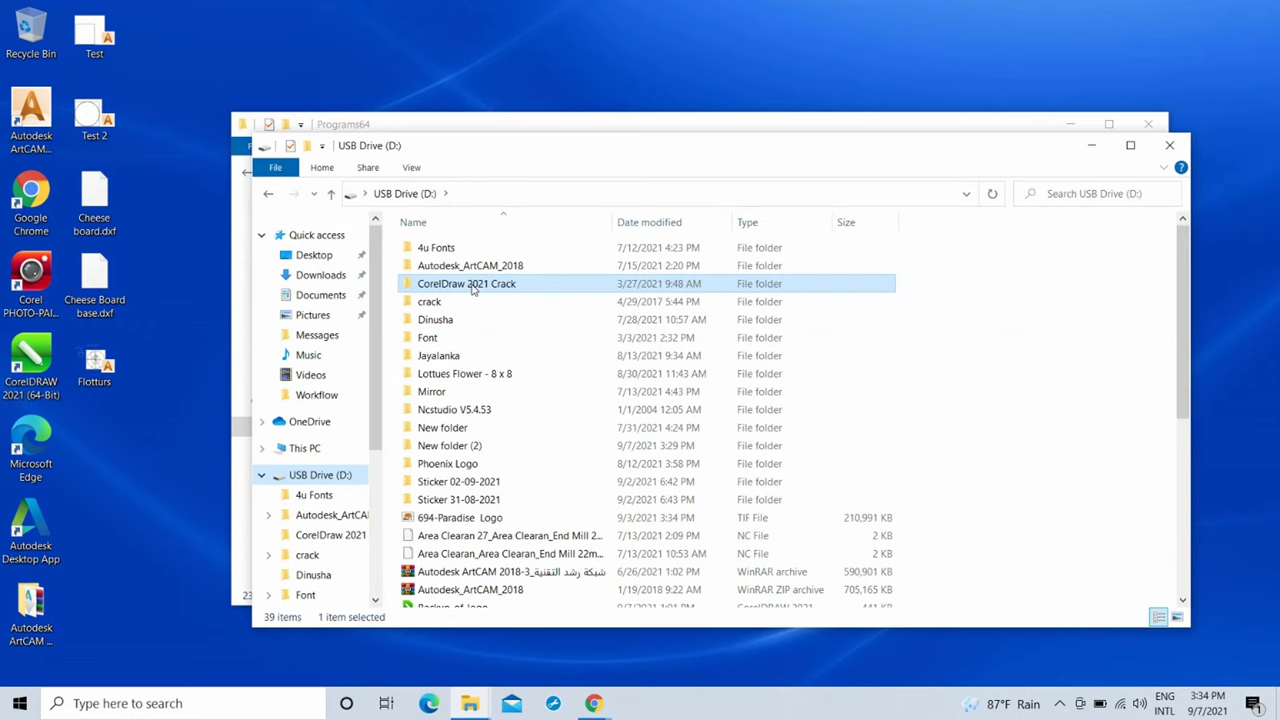 Recycle Bin
Test
Autodesk
ArtCAM...
Test 2
Google
Chrome
Cheese
board.dxf
Corel
PHOTO-PAI...
Cheese Board
base.dxf
CorelDRAW
2021 (64-Bit)
Flotturs
Microsoft
Edge
Autodesk
Desktop App
Autodesk
ArtCAM ...
Programs64
USB Drive (D:)
File Home Share View
USB Drive (D:)
Search USB Drive (D:)
Name Date modified Type Size
Quick access
Desktop
Downloads
Documents
Pictures
Messages
Music
Videos
Workflow
OneDrive
This PC
USB Drive (D:)
4u Fonts
Autodesk_ArtCA
CorelDraw 2021
crack
Dinusha
Font
4u Fonts 7/12/2021 4:23 PM File folder
Autodesk_ArtCAM_2018 7/15/2021 2:20 PM File folder
CorelDraw 2021 Crack 3/27/2021 9:48 AM File folder
crack 4/29/2017 5:44 PM File folder
Dinusha 7/28/2021 10:57 AM File folder
Font 3/3/2021 2:32 PM File folder
Jayalanka 8/13/2021 9:34 AM File folder
Lottues Flower - 8 x 8 8/30/2021 11:43 AM File folder
Mirror 7/13/2021 4:43 PM File folder
Ncstudio V5.4.53 1/1/2004 12:05 AM File folder
New folder 7/31/2021 4:24 PM File folder
New folder (2) 9/7/2021 3:29 PM File folder
Phoenix Logo 8/12/2021 3:58 PM File folder
Sticker 02-09-2021 9/2/2021 6:42 PM File folder
Sticker 31-08-2021 9/2/2021 6:43 PM File folder
694-Paradise Logo 9/3/2021 3:34 PM TIF File 210,991 KB
Area Clearan 27_Area Clearan_End Mill 2... 7/13/2021 2:09 PM NC File 2 KB
Area Clearan_Area Clearan_End Mill 22m... 7/13/2021 10:53 AM NC File 2 KB
Autodesk ArtCAM 2018-3_شبكة رشد التقنية 6/26/2021 1:02 PM WinRAR archive 590,901 KB
Autodesk_ArtCAM_2018 1/19/2018 9:22 AM WinRAR ZIP archive 705,165 KB
39 items 1 item selected
Type here to search
87°F Rain
ENG
INTL
3:34 PM
9/7/2021
1